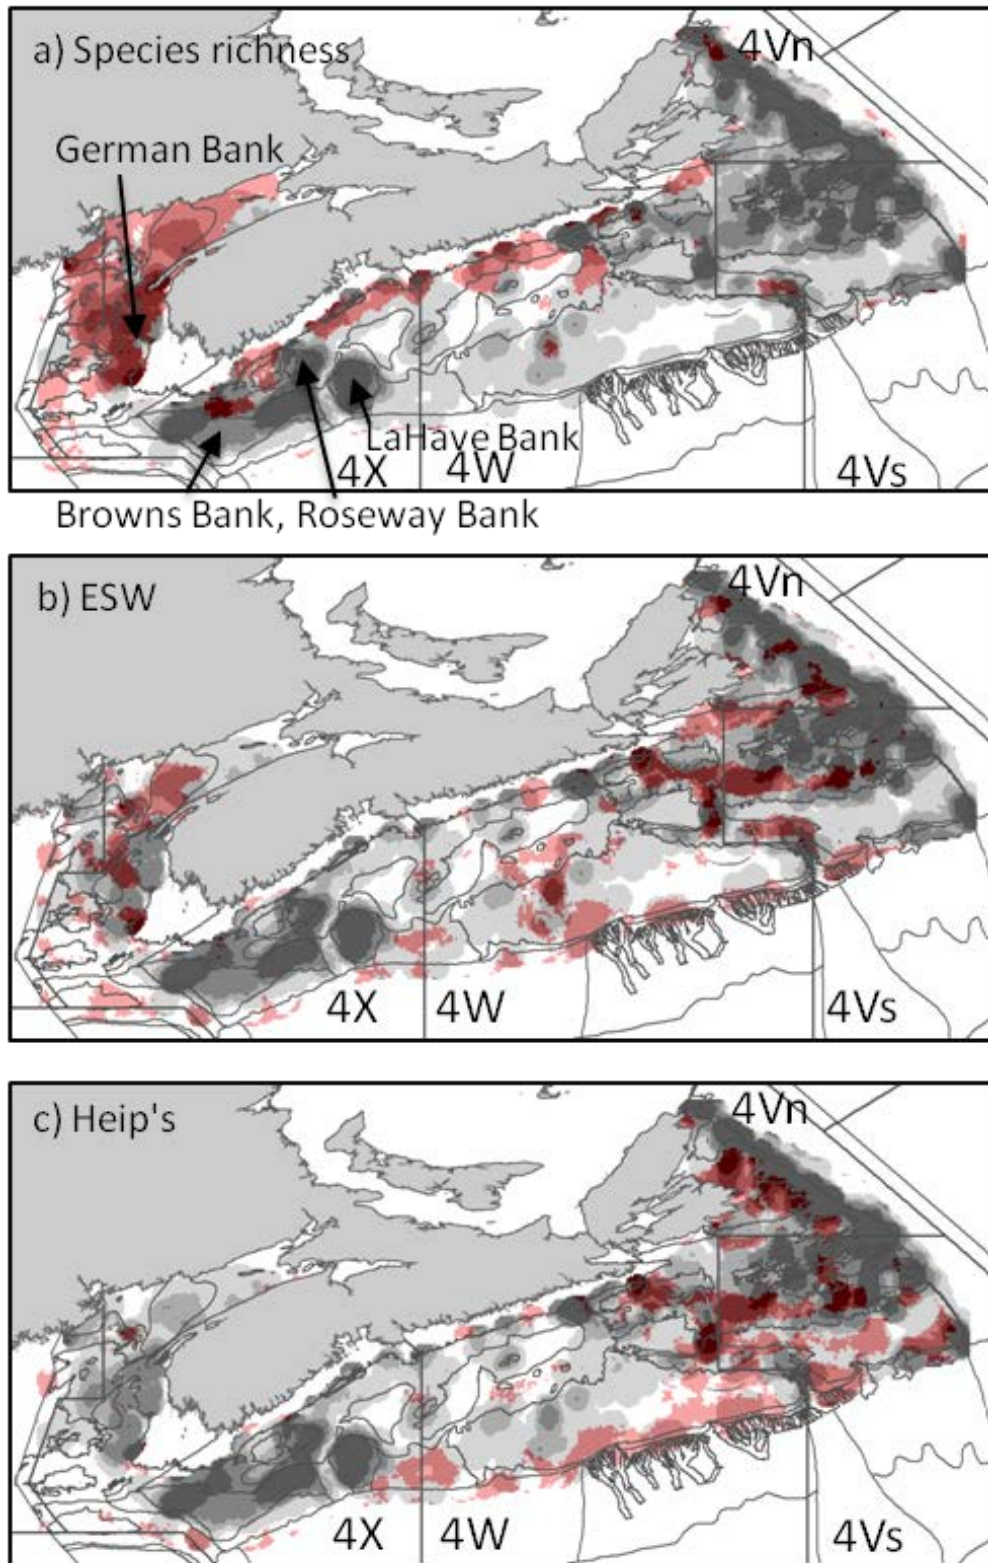 a) Species richness
4Vn
German Bank
LaHave Bank
4X
4W
4Vs
Browns Bank, Roseway Bank
b) ESW
4Vn
4X
4W
4Vs
c) Heip's
4Vn
4X
4W
4Vs